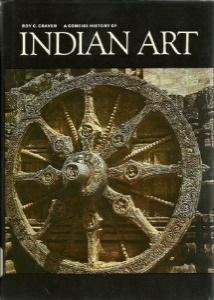 ROY C. CRAVEN    A CONCISE HISTORY OF
INDIAN ART